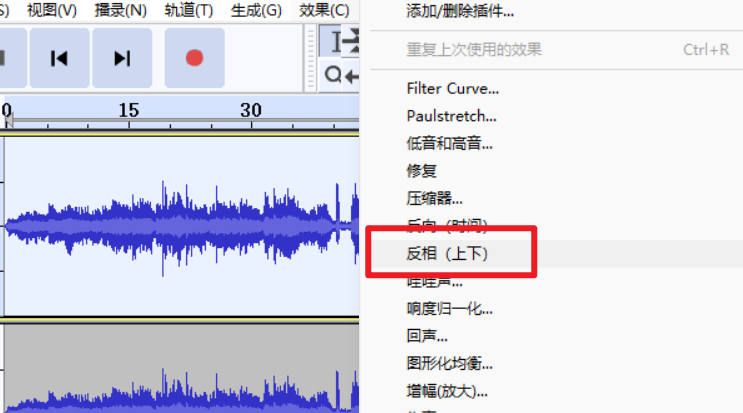 S) 视图(V) 播录(N) 轨道(T) 生成(G) 效果(C)
0 15 30
添加/删除插件...
重复上次使用的效果 Ctrl+R
Filter Curve...
Paulstretch...
低音和高音...
修复
压缩器...
反向（时间）
反相（上下）
哇哇声...
响度归一化...
回声...
图形化均衡...
增幅(放大)...